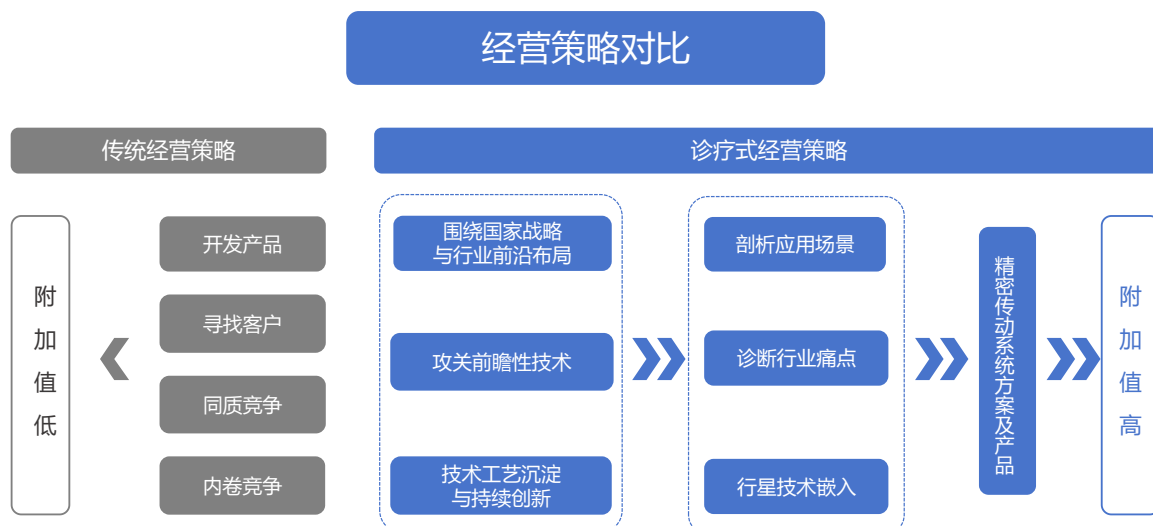 经营策略对比
传统经营策略
诊疗式经营策略
附加值低
开发产品
寻找客户
同质竞争
内卷竞争
围绕国家战略
与行业前沿布局
攻关前瞻性技术
技术工艺沉淀
与持续创新
剖析应用场景
诊断行业痛点
行星技术嵌入
精密传动系统方案及产品
附加值高